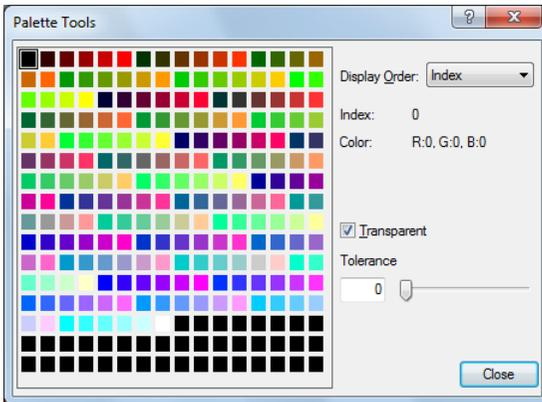 Palette Tools
Display Order: Index
Index: 0
Color: R:0, G:0, B:0
Transparent
Tolerance
0
Close